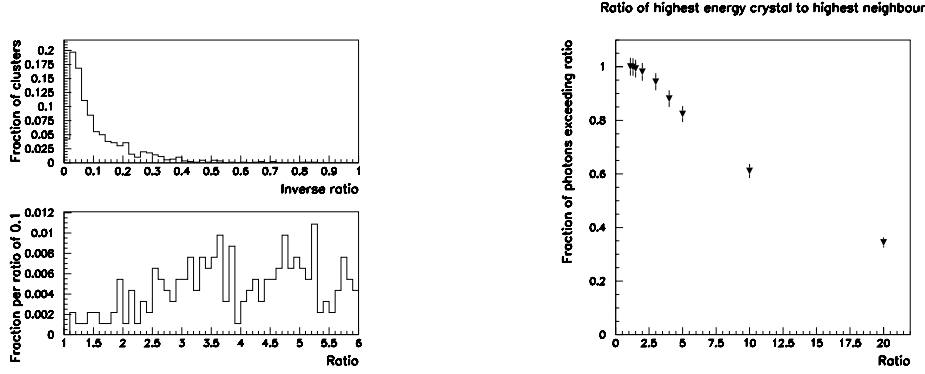 Ratio of highest energy crystal to highest neighbour
Fraction of clusters
0.2
0.175
0.15
0.125
0.1
0.075
0.05
0.025
0
0 0.1 0.2 0.3 0.4 0.5 0.6 0.7 0.8 0.9 1
Inverse ratio
Fraction per ratio of 0.1
0.012
0.01
0.008
0.006
0.004
0.002
0
1 1.5 2 2.5 3 3.5 4 4.5 5 5.5 6
Ratio
Fraction of photons exceeding ratio
1
0.8
0.6
0.4
0.2
0
0 2.5 5 7.5 10 12.5 15 17.5 20
Ratio